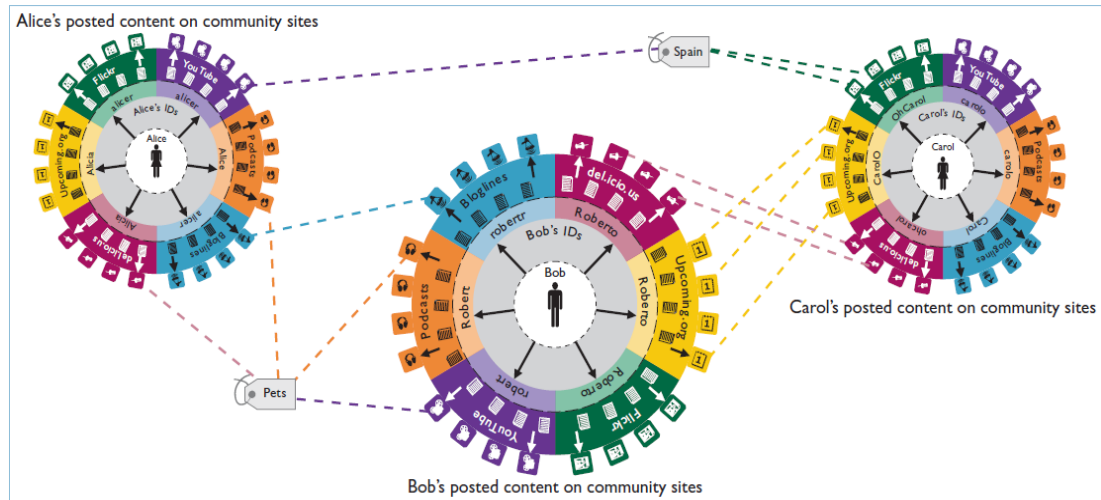 Alice's posted content on community sites
Flickr
YouTube
Podcasts
Bloglines
del.icio.us
Upcoming.org
alicer
alicer
Alice
alicer
Alicia
Alicia
Alice's IDs
Alice
Spain
Flickr
YouTube
Podcasts
Bloglines
del.icio.us
Upcoming.org
OhCarol
carolo
carolo
Carol
ohcarol
CarolO
Carol's IDs
Carol
Carol's posted content on community sites
Pets
Bloglines
del.icio.us
Upcoming.org
Flickr
YouTube
Podcasts
robertr
Roberto
Roberto
Roberto
robert
Robert
Bob's IDs
Bob
Bob's posted content on community sites